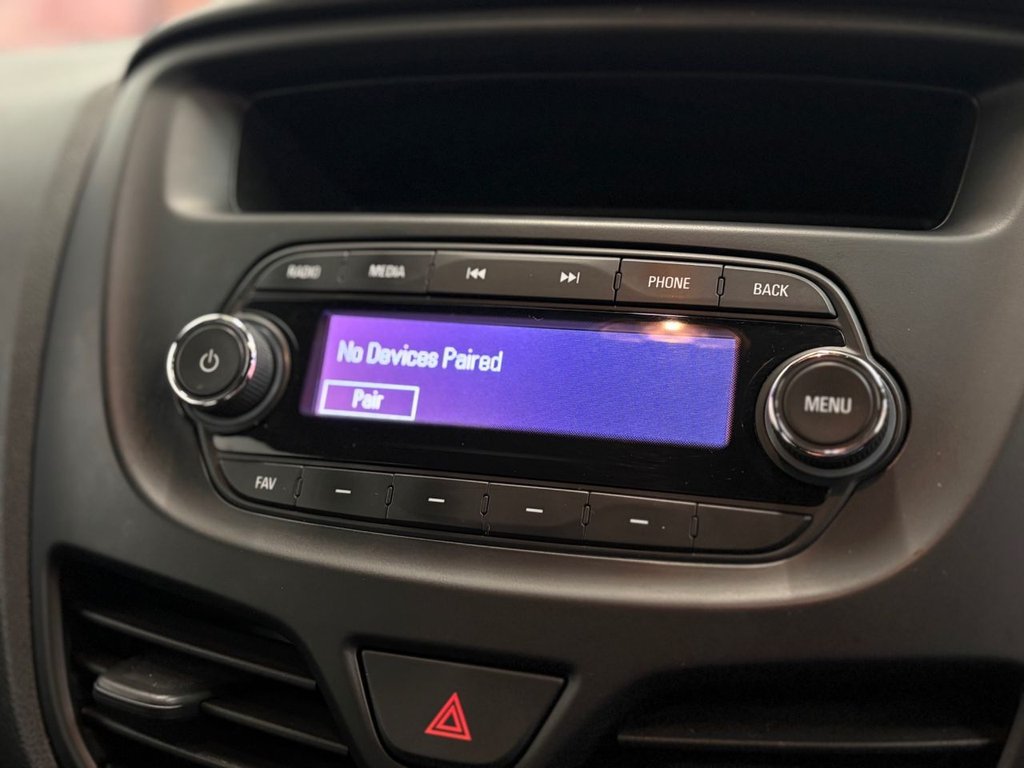 RADIO MEDIA PHONE BACK
No Devices Paired
Pair
MENU
FAV